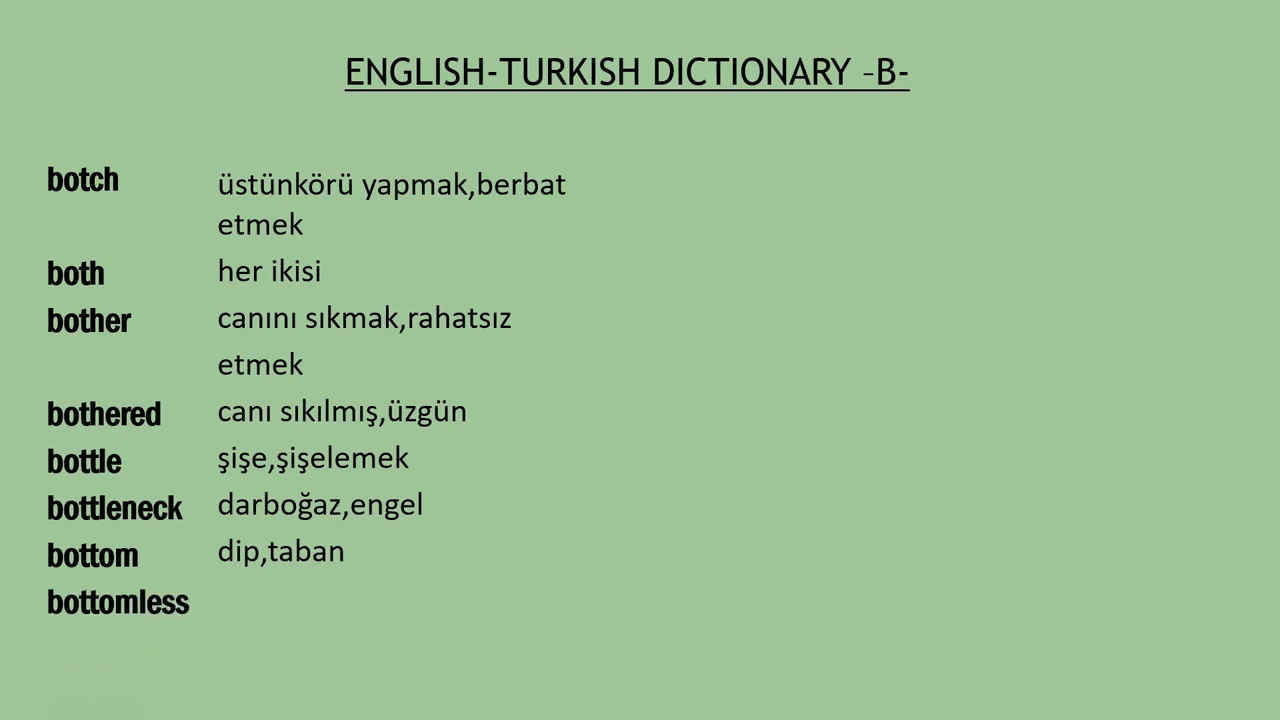 ENGLISH-TURKISH DICTIONARY –B-
botch üstünkörü yapmak,berbat
etmek
both her ikisi
bother canını sıkmak,rahatsız
etmek
bothered canı sıkılmış,üzgün
bottle şişe,şişelemek
bottleneck darboğaz,engel
bottom dip,taban
bottomless